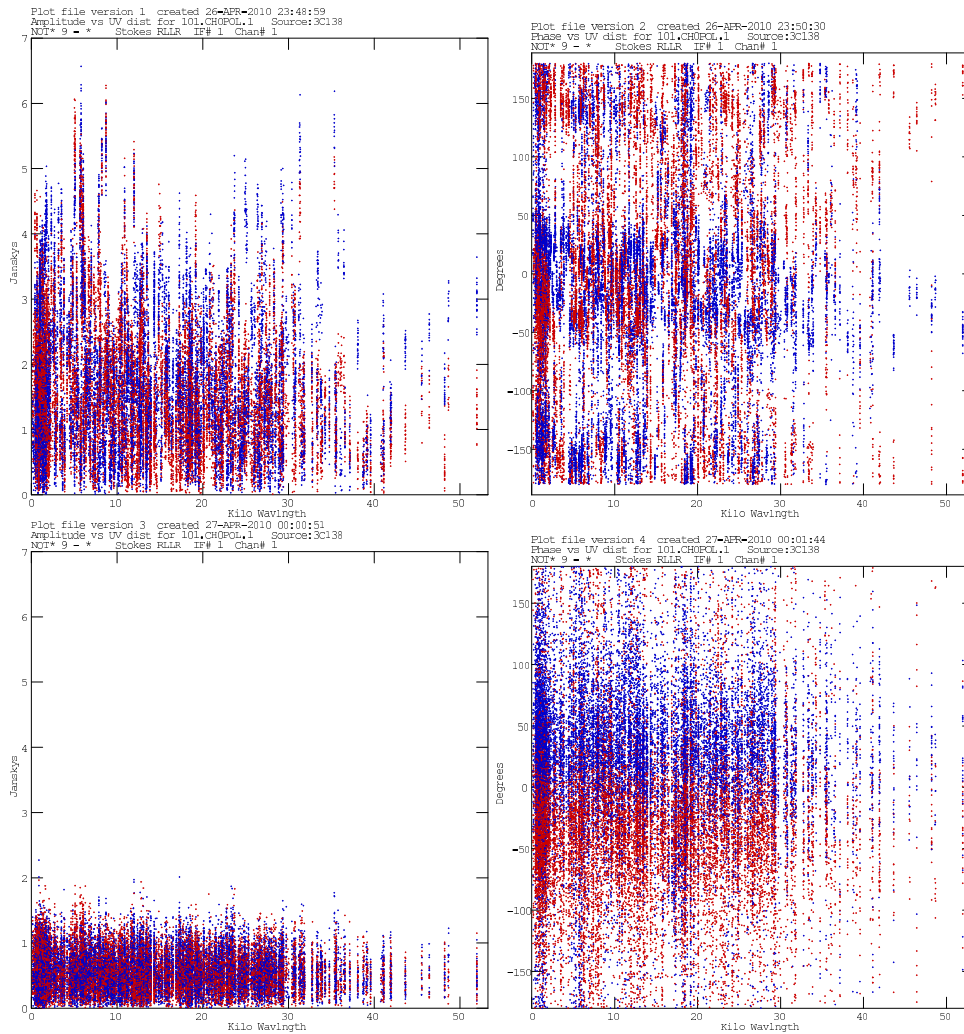 Plot file version 1  created 26-APR-2010 23:48:59
Amplitude vs UV dist for 101.CH0POL.1  Source:3C138
NOT* 9 - *  Stokes RLLR  IF# 1  Chan# 1
7
6
5
4
3
2
1
0
Janskys
0 10 20 30 40 50
Kilo Wavlngth
Plot file version 2  created 26-APR-2010 23:50:30
Phase vs UV dist for 101.CH0POL.1  Source:3C138
NOT* 9 - *  Stokes RLLR  IF# 1  Chan# 1
150
100
50
0
-50
-100
-150
Degrees
0 10 20 30 40 50
Kilo Wavlngth
Plot file version 3  created 27-APR-2010 00:00:51
Amplitude vs UV dist for 101.CH0POL.1  Source:3C138
NOT* 9 - *  Stokes RLLR  IF# 1  Chan# 1
7
6
5
4
3
2
1
0
Janskys
0 10 20 30 40 50
Kilo Wavlngth
Plot file version 4  created 27-APR-2010 00:01:44
Phase vs UV dist for 101.CH0POL.1  Source:3C138
NOT* 9 - *  Stokes RLLR  IF# 1  Chan# 1
150
100
50
0
-50
-100
-150
Degrees
0 10 20 30 40 50
Kilo Wavlngth